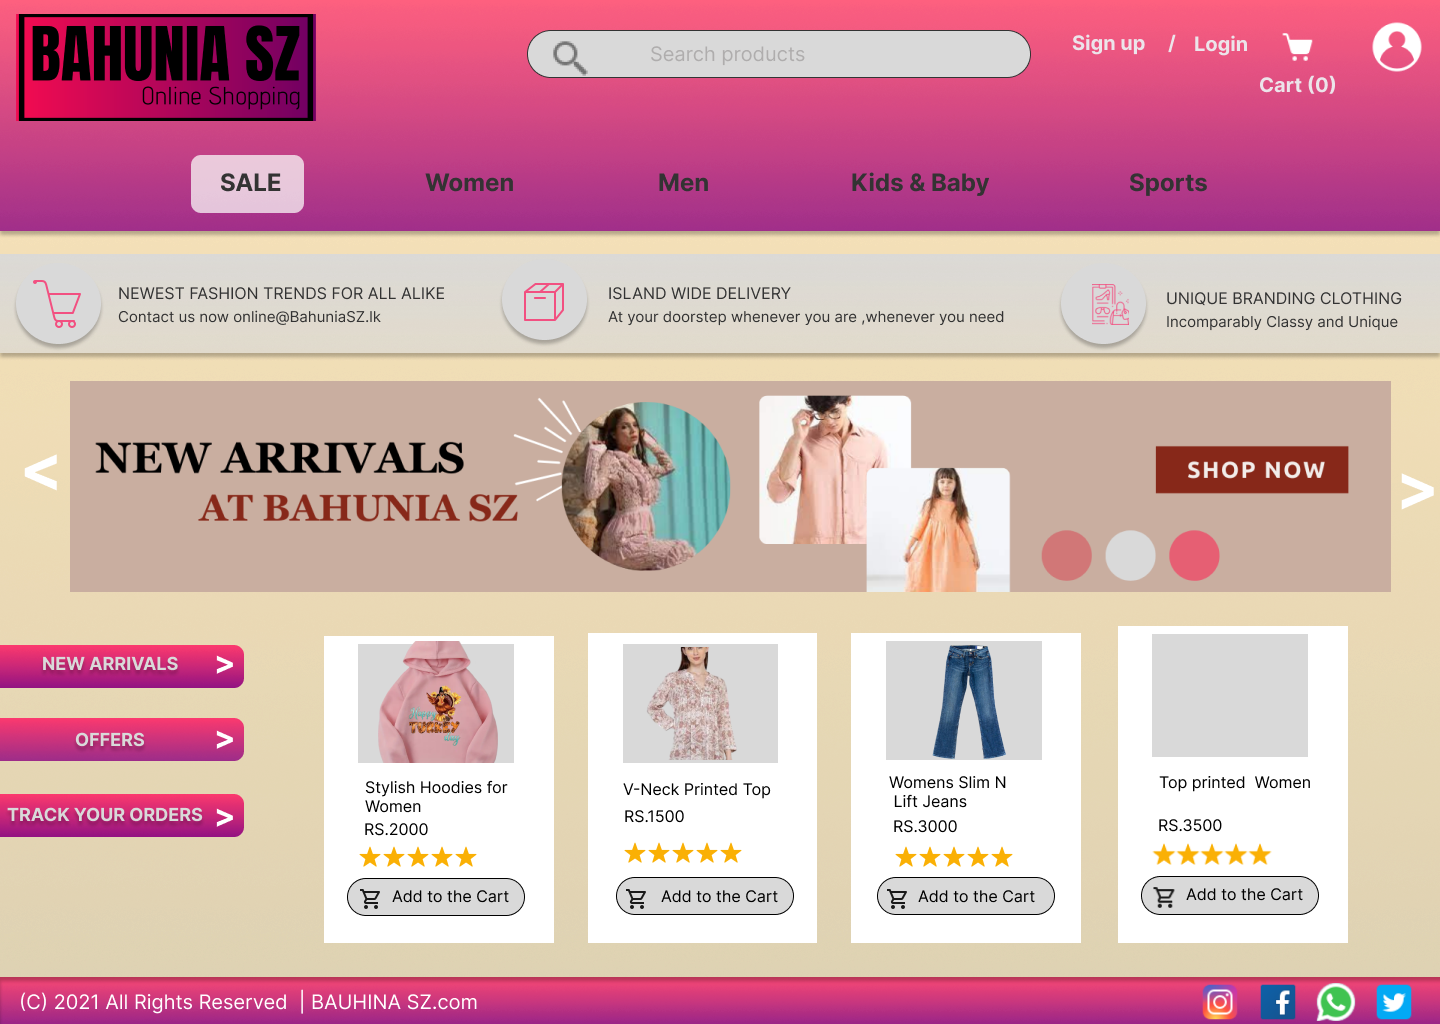 BAHUNIA SZ
Online Shopping
Search products
Sign up / Login
Cart (0)
SALE
Women
Men
Kids & Baby
Sports
NEWEST FASHION TRENDS FOR ALL ALIKE
Contact us now online@BahuniaSZ.lk
ISLAND WIDE DELIVERY
At your doorstep whenever you are ,whenever you need
UNIQUE BRANDING CLOTHING
Incomparably Classy and Unique
<
NEW ARRIVALS
AT BAHUNIA SZ
SHOP NOW
>
NEW ARRIVALS >
OFFERS >
TRACK YOUR ORDERS >
TURKEY
day
Stylish Hoodies for
Women
RS.2000
Add to the Cart
V-Neck Printed Top
RS.1500
Add to the Cart
Womens Slim N
Lift Jeans
RS.3000
Add to the Cart
Top printed Women
RS.3500
Add to the Cart
(C) 2021 All Rights Reserved | BAUHINA SZ.com